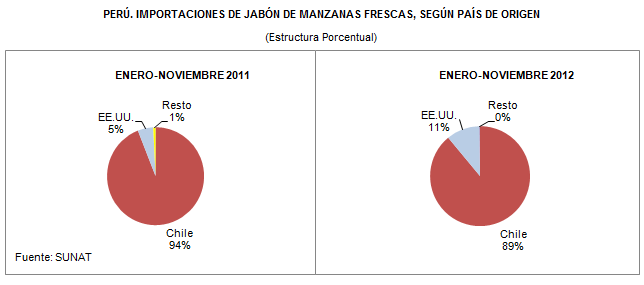 PERÚ. IMPORTACIONES DE JABÓN DE MANZANAS FRESCAS, SEGÚN PAÍS DE ORIGEN
(Estructura Porcentual)
ENERO-NOVIEMBRE 2011
Resto
1%
EE.UU.
5%
Chile
94%
Fuente: SUNAT
ENERO-NOVIEMBRE 2012
Resto
0%
EE.UU.
11%
Chile
89%